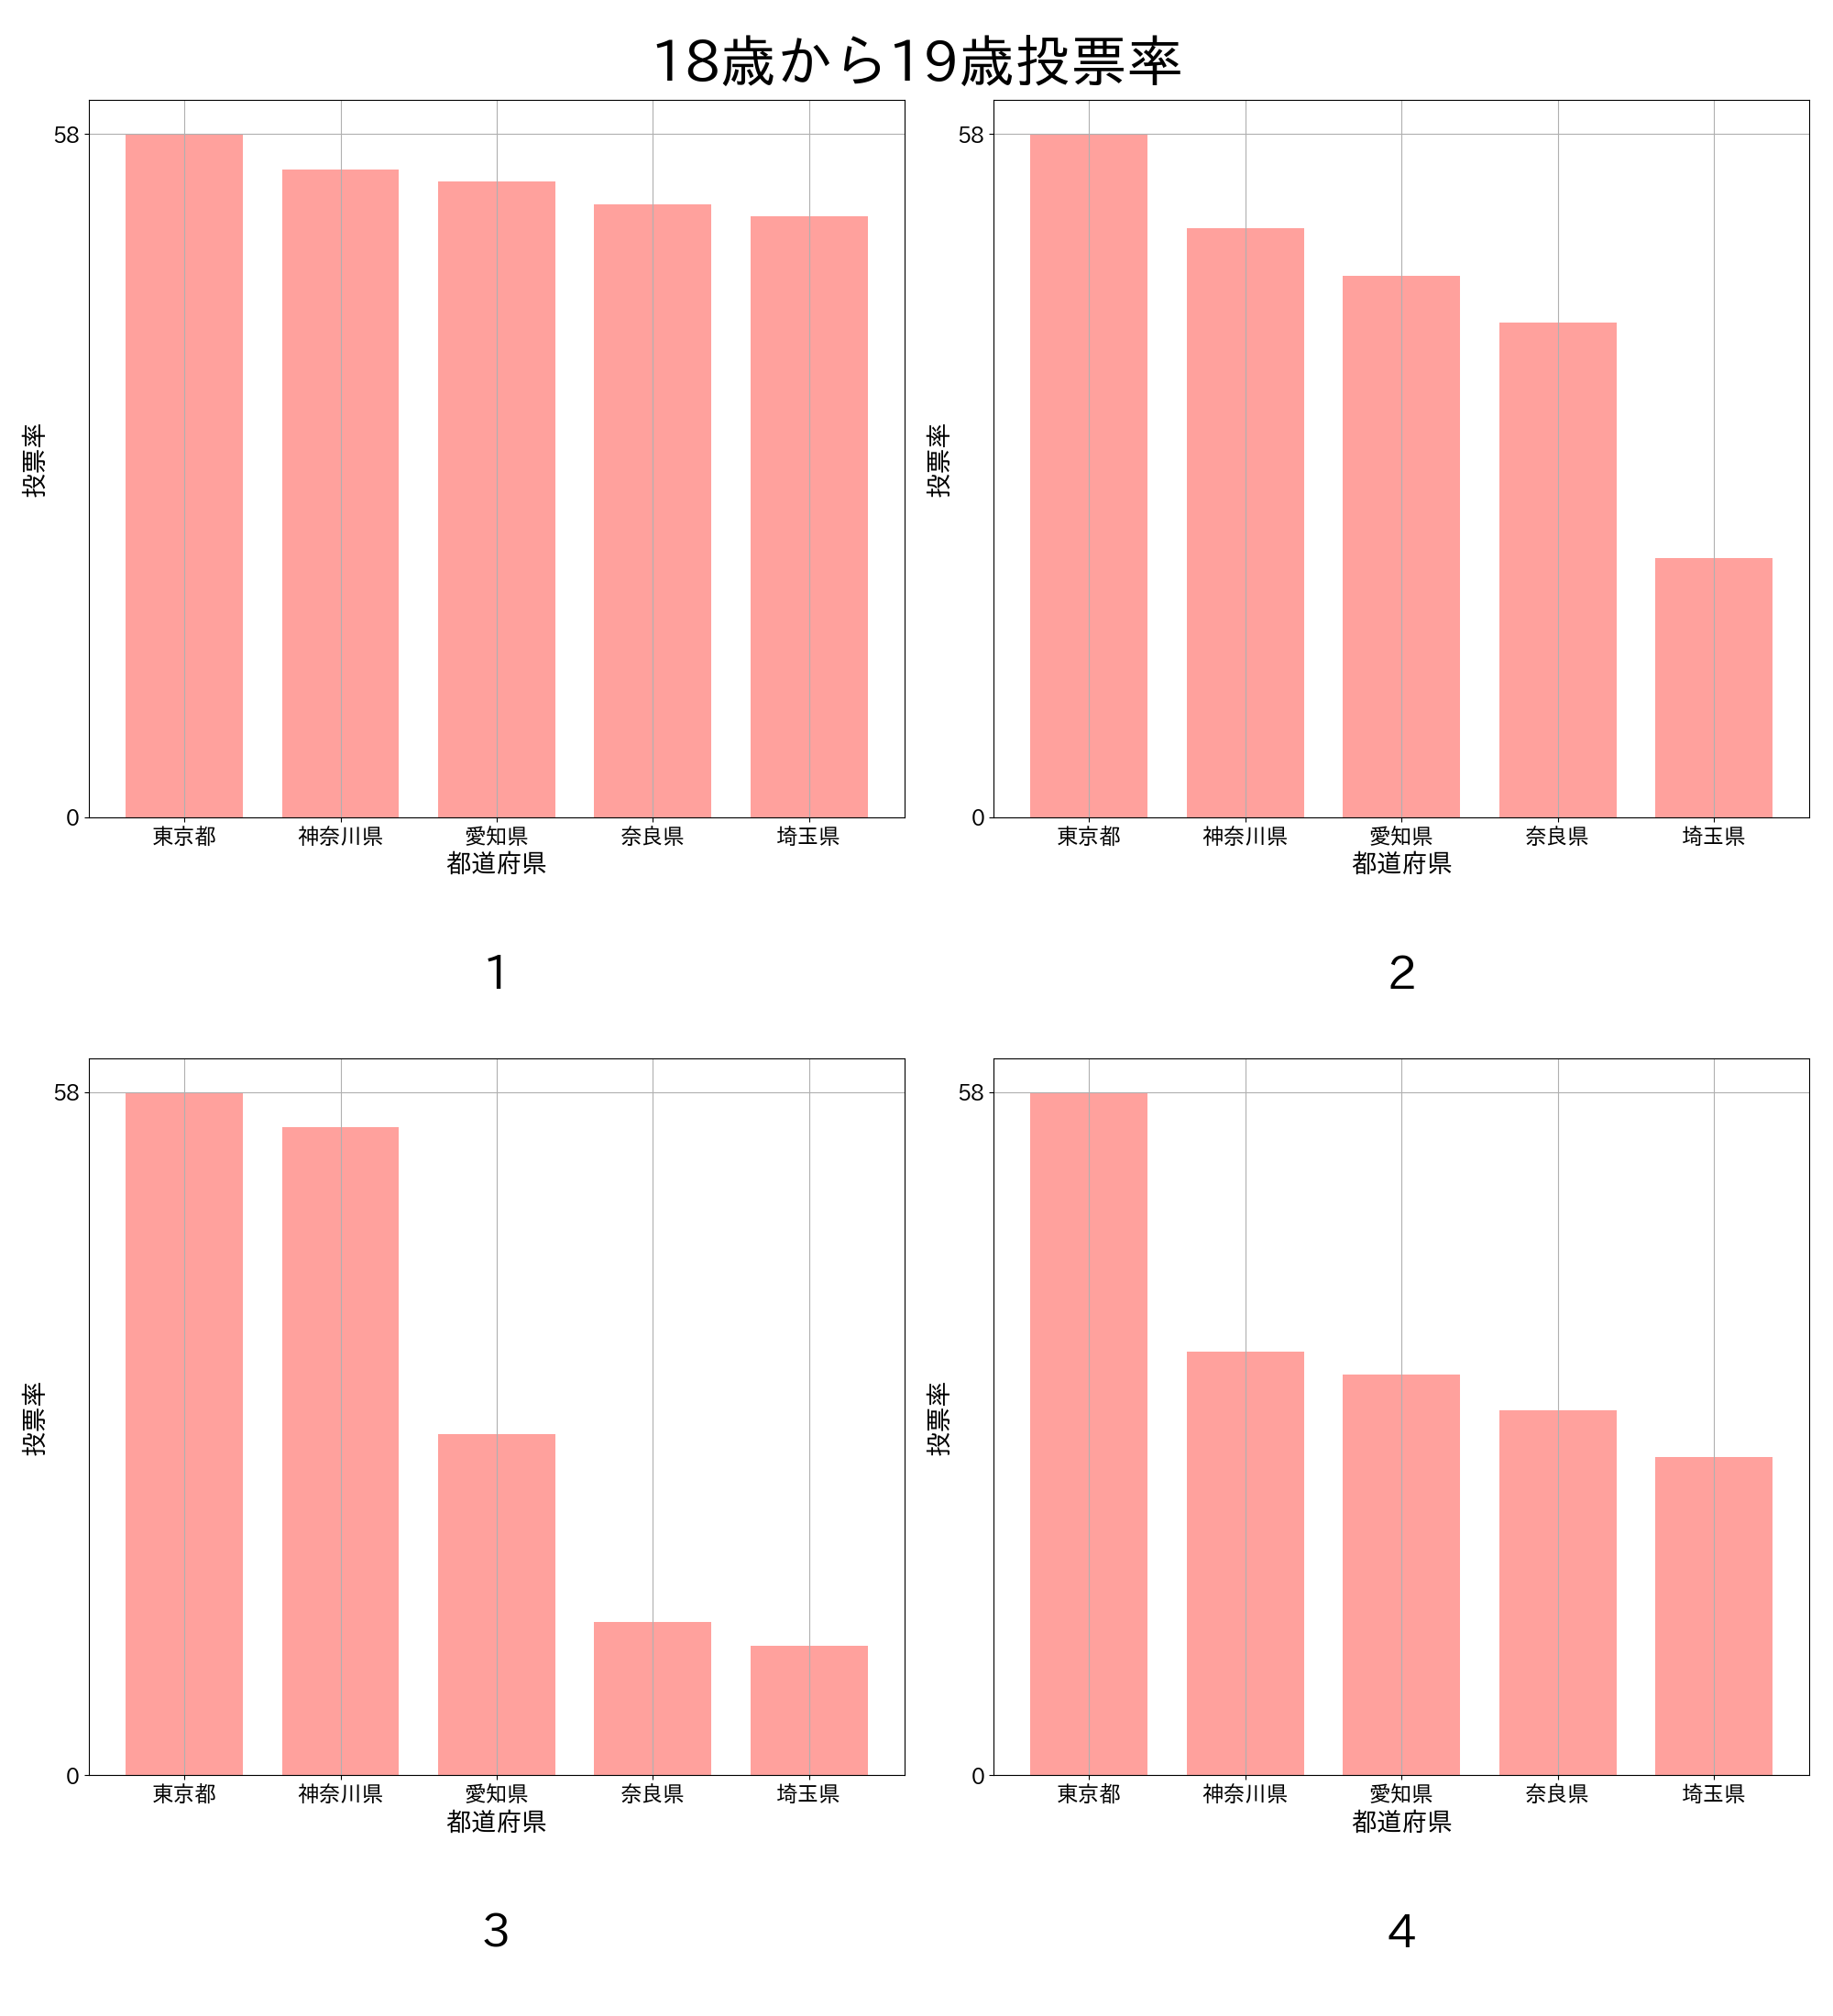 18歳から19歳投票率
58
0
投票率
東京都 神奈川県 愛知県 奈良県 埼玉県
都道府県
1
58
0
投票率
東京都 神奈川県 愛知県 奈良県 埼玉県
都道府県
2
58
0
投票率
東京都 神奈川県 愛知県 奈良県 埼玉県
都道府県
3
58
0
投票率
東京都 神奈川県 愛知県 奈良県 埼玉県
都道府県
4